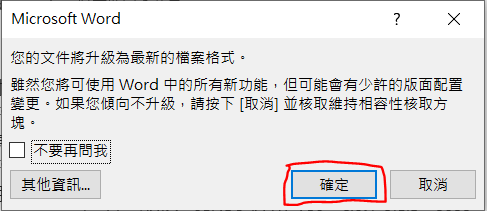 Microsoft Word
您的文件將升級為最新的檔案格式。
雖然您將可使用 Word 中的所有新功能，但可能會有少許的版面配置
變更。如果您傾向不升級，請按下 [取消] 並核取維持相容性核取方
塊。
不要再問我
其他資訊...
確定
取消